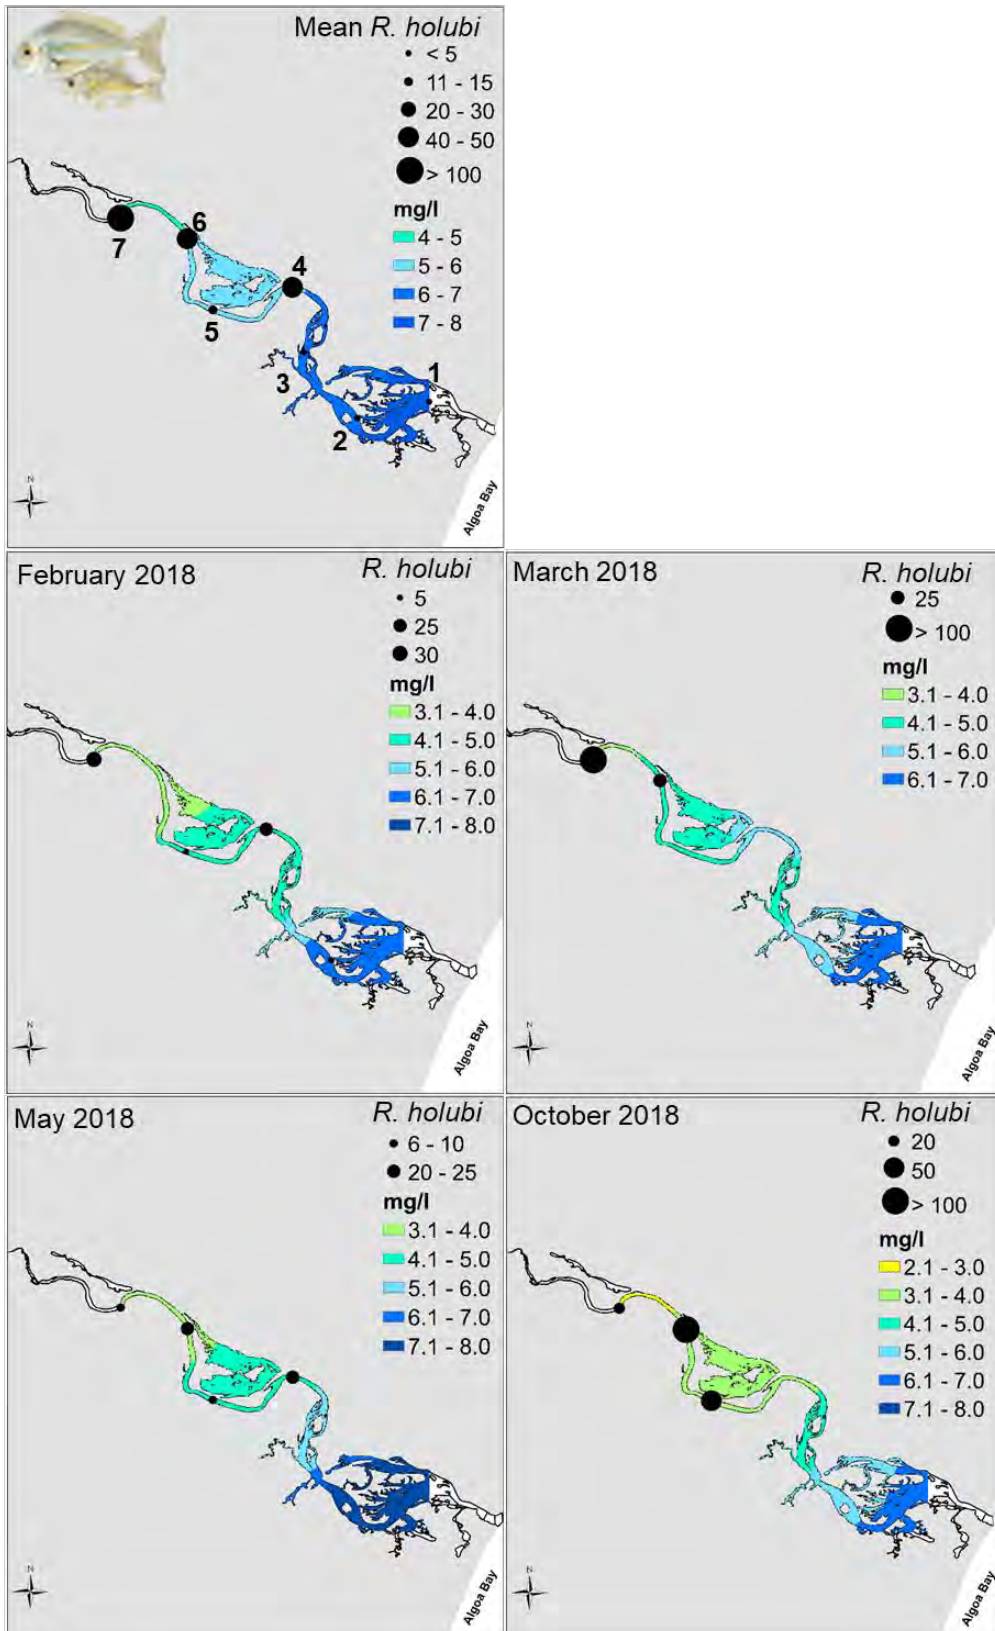 Mean R. holubi
< 5
11 - 15
20 - 30
40 - 50
> 100
mg/l
4 - 5
5 - 6
6 - 7
7 - 8
7
6
4
5
3
1
2
N
Algoa Bay
February 2018
R. holubi
5
25
30
mg/l
3.1 - 4.0
4.1 - 5.0
5.1 - 6.0
6.1 - 7.0
7.1 - 8.0
N
Algoa Bay
March 2018
R. holubi
25
> 100
mg/l
3.1 - 4.0
4.1 - 5.0
5.1 - 6.0
6.1 - 7.0
N
Algoa Bay
May 2018
R. holubi
6 - 10
20 - 25
mg/l
3.1 - 4.0
4.1 - 5.0
5.1 - 6.0
6.1 - 7.0
7.1 - 8.0
N
Algoa Bay
October 2018
R. holubi
20
50
> 100
mg/l
2.1 - 3.0
3.1 - 4.0
4.1 - 5.0
5.1 - 6.0
6.1 - 7.0
7.1 - 8.0
N
Algoa Bay